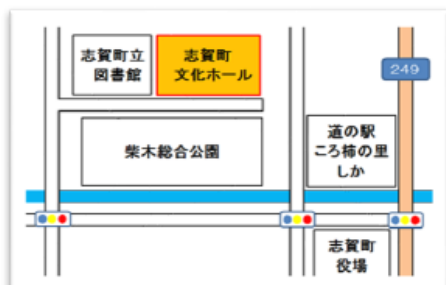 志賀町立
図書館
志賀町
文化ホール
249
柴木総合公園
道の駅
ころ柿の里
しか
志賀町
役場